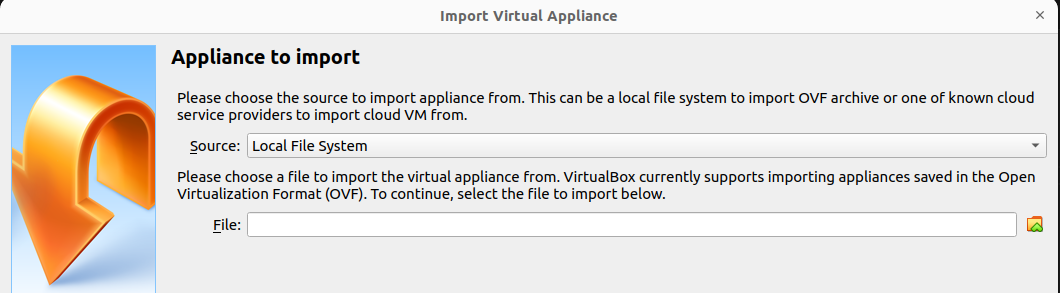 Import Virtual Appliance
Appliance to import
Please choose the source to import appliance from. This can be a local file system to import OVF archive or one of known cloud
service providers to import cloud VM from.
Source: Local File System
Please choose a file to import the virtual appliance from. VirtualBox currently supports importing appliances saved in the Open
Virtualization Format (OVF). To continue, select the file to import below.
File: